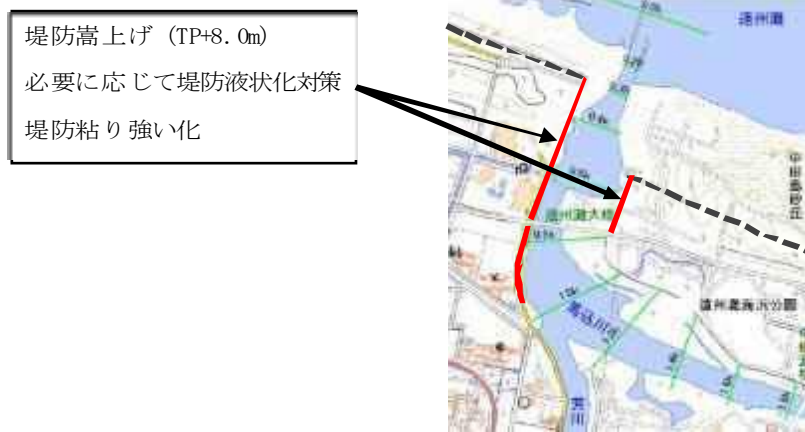 堤防嵩上げ (TP+8.0m)
必要に応じて堤防液状化対策
堤防粘り強い化
遠州灘
中田島砂丘
遠州灘大橋
遠州灘海浜公園
馬込川
芳川